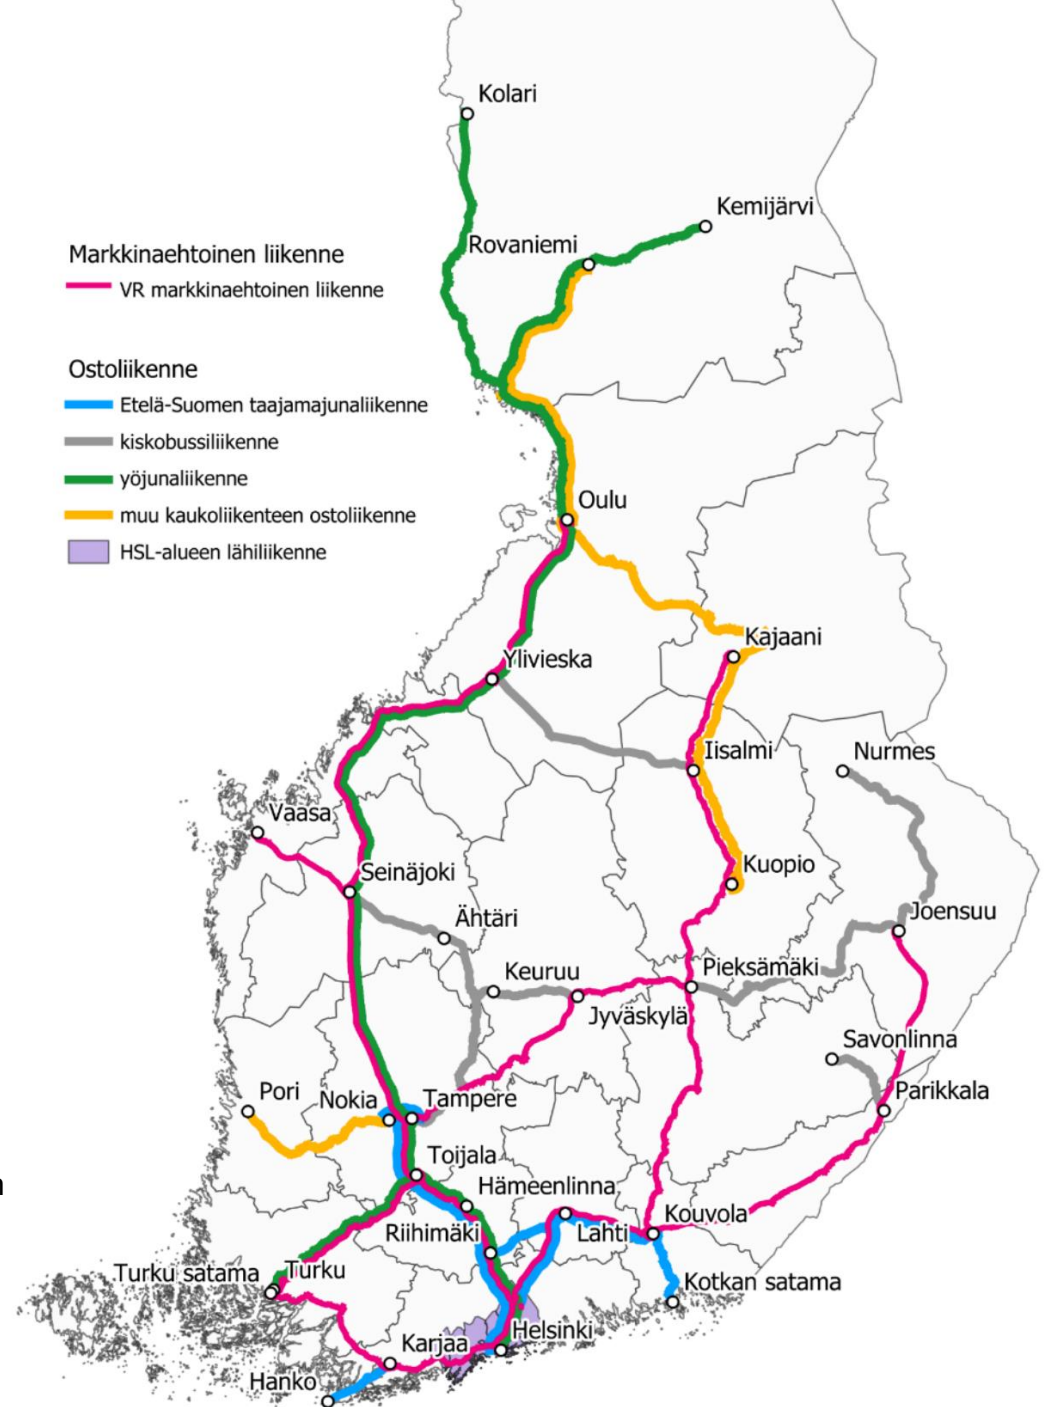 Kolari
Kemijärvi
Rovaniemi
Markkinaehtoinen liikenne
VR markkinaehtoinen liikenne
Ostoliikenne
Etelä-Suomen taajamajunaliikenne
kiskobussiliikenne
yöjunaliikenne
muu kaukoliikenteen ostoliikenne
HSL-alueen lähiliikenne
Oulu
Kajaani
Ylivieska
Iisalmi
Nurmes
Vaasa
Seinäjoki
Kuopio
Ähtäri
Joensuu
Keuruu
Pieksämäki
Jyväskylä
Savonlinna
Pori
Nokia
Tampere
Parikkala
Toijala
n
Hämeenlinna
Riihimäki
Lahti
Kouvola
Turku satama
Turku
Kotkan satama
Karjaa
Helsinki
Hanko